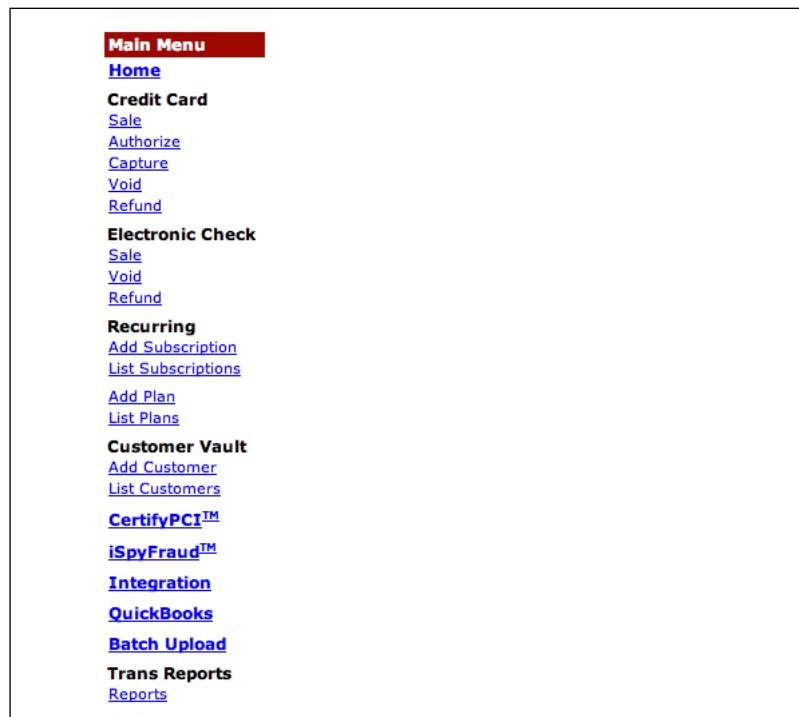 Main Menu
Home
Credit Card
Sale
Authorize
Capture
Void
Refund
Electronic Check
Sale
Void
Refund
Recurring
Add Subscription
List Subscriptions
Add Plan
List Plans
Customer Vault
Add Customer
List Customers
CertifyPCI™
iSpyFraud™
Integration
QuickBooks
Batch Upload
Trans Reports
Reports